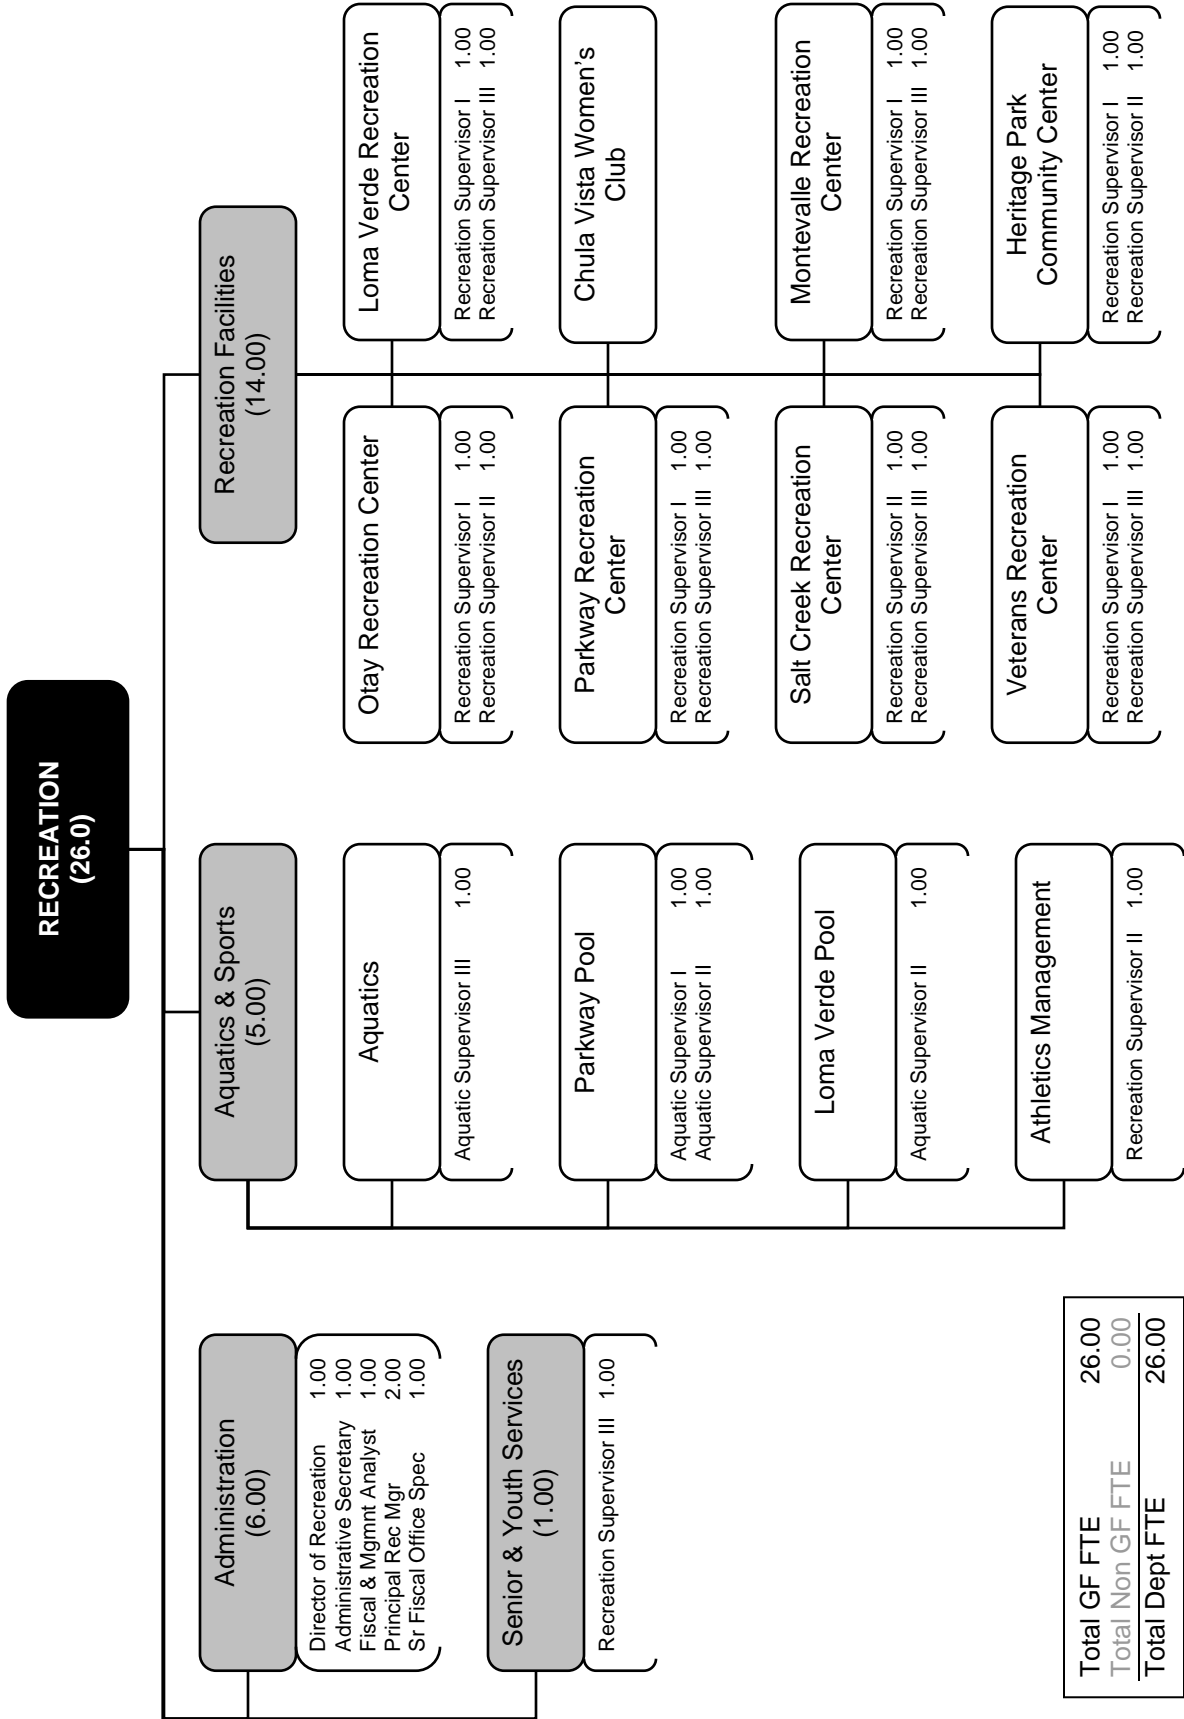 RECREATION
(26.0)
Administration
(6.00)
Director of Recreation 1.00
Administrative Secretary 1.00
Fiscal & Mgmnt Analyst 1.00
Principal Rec Mgr 2.00
Sr Fiscal Office Spec 1.00
Senior & Youth Services
(1.00)
Recreation Supervisor III 1.00
Aquatics & Sports
(5.00)
Aquatics
Aquatic Supervisor III 1.00
Parkway Pool
Aquatic Supervisor I 1.00
Aquatic Supervisor II 1.00
Loma Verde Pool
Aquatic Supervisor II 1.00
Athletics Management
Recreation Supervisor II 1.00
Recreation Facilities
(14.00)
Otay Recreation Center
Recreation Supervisor I 1.00
Recreation Supervisor II 1.00
Loma Verde Recreation
Center
Recreation Supervisor I 1.00
Recreation Supervisor III 1.00
Parkway Recreation
Center
Recreation Supervisor I 1.00
Recreation Supervisor III 1.00
Chula Vista Women's
Club
Salt Creek Recreation
Center
Recreation Supervisor II 1.00
Recreation Supervisor III 1.00
Montevalle Recreation
Center
Recreation Supervisor I 1.00
Recreation Supervisor III 1.00
Veterans Recreation
Center
Recreation Supervisor I 1.00
Recreation Supervisor III 1.00
Heritage Park
Community Center
Recreation Supervisor I 1.00
Recreation Supervisor II 1.00
Total GF FTE 26.00
Total Non GF FTE 0.00
Total Dept FTE 26.00